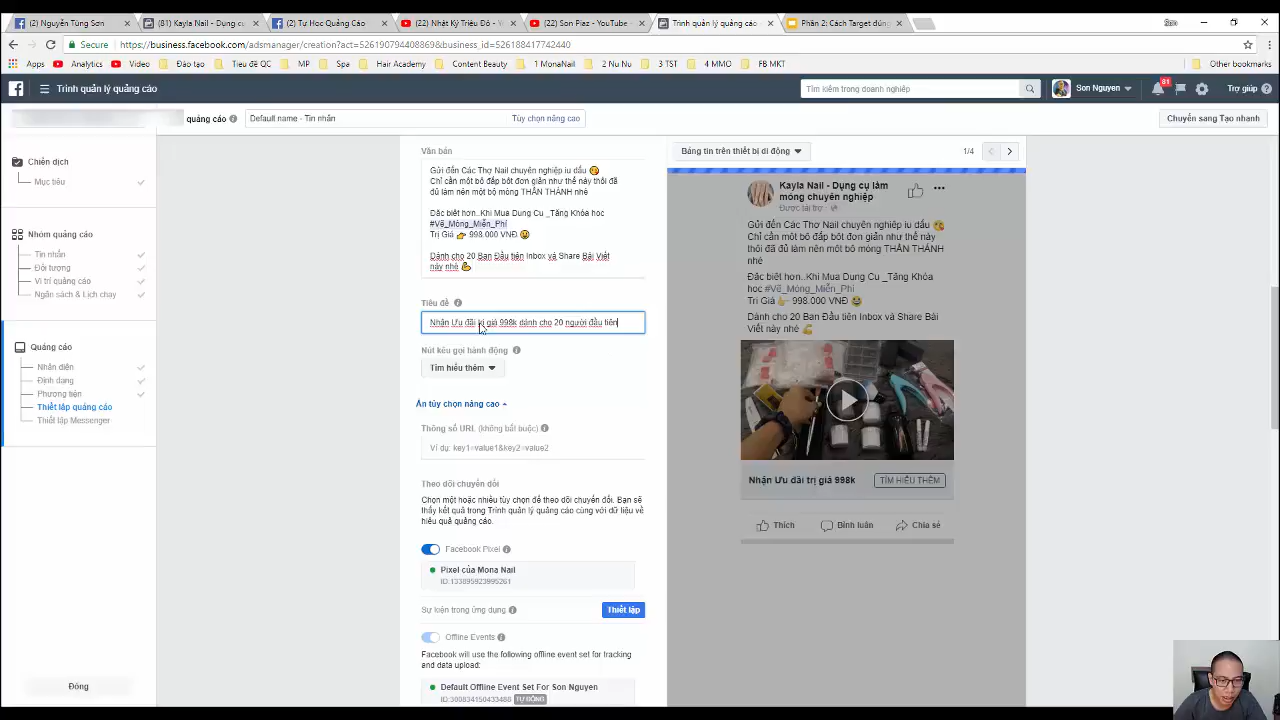 Nguyễn Tùng Sơn
(81) Kayla Nail - Dụng cụ l
(2) Tự Học Quảng Cáo
(22) Nhật Ký Triệu Đô - Y
(22) Son Piaz - YouTube
Trình quản lý quảng cáo
Phần 2: Cách Target đúng
Secure
https://business.facebook.com/adsmanager/creation?act=526190794408869&business_id=526188417742440
Apps
Analytics
Video
Đào tạo
Tieu đề QC
MP
Spa
Hair Academy
Content Beauty
1 MonaNail
2 Nu Nu
3 TST
4 MMO
FB MKT
Other bookmarks
Trình quản lý quảng cáo
Tìm kiếm trong doanh nghiệp
Son Nguyen
81
Trợ giúp
quảng cáo
Default name - Tin nhắn
Tùy chọn nâng cao
Chuyển sang Tạo nhanh
Chiến dịch
Mục tiêu
Nhóm quảng cáo
Tin nhắn
Đối tượng
Vị trí quảng cáo
Ngân sách & Lịch chạy
Quảng cáo
Nhận diện
Định dạng
Phương tiện
Thiết lập quảng cáo
Thiết lập Messenger
Đóng
Văn bản
Gửi đến Các Thợ Nail chuyên nghiệp iu dấu 😘
Chỉ cần một bộ đắp bột đơn giản như thế này thôi đã
đủ làm nên một bộ móng THẦN THÁNH nhé
Đặc biệt hơn..Khi Mua Dụng Cụ _Tặng Khóa học
#Vẽ_Móng_Miễn_Phí
Trị Giá 👉 998.000 VNĐ 😀
Dành cho 20 Bạn Đầu tiên Inbox và Share Bài Viết
này nhé 💪
Tiêu đề
Nhận Ưu đãi trị giá 998k dành cho 20 người đầu tiên
Nút kêu gọi hành động
Tìm hiểu thêm
Ẩn tùy chọn nâng cao
Thông số URL (không bắt buộc)
Ví dụ: key1=value1&key2=value2
Theo dõi chuyển đổi
Chọn một hoặc nhiều tùy chọn để theo dõi chuyển đổi. Bạn sẽ
thấy kết quả trong Trình quản lý quảng cáo cùng với dữ liệu về
hiệu quả quảng cáo.
Facebook Pixel
Pixel của Mona Nail
ID:133895923995261
Sự kiện trong ứng dụng
Thiết lập
Offline Events
Facebook will use the following offline event set for tracking
and data upload:
Default Offline Event Set For Son Nguyen
ID:300834150433488 TỰ ĐỘNG
Bảng tin trên thiết bị di động
1/4
Kayla Nail - Dụng cụ làm
móng chuyên nghiệp
Được tài trợ
Gửi đến Các Thợ Nail chuyên nghiệp iu dấu 😘
Chỉ cần một bộ đắp bột đơn giản như thế này
thôi đã đủ làm nên một bộ móng THẦN THÁNH
nhé
Đặc biệt hơn..Khi Mua Dụng Cụ _Tặng Khóa
học #Vẽ_Móng_Miễn_Phí
Trị Giá 👉 998.000 VNĐ 😀
Dành cho 20 Bạn Đầu tiên Inbox và Share Bài
Viết này nhé 💪
Nhận Ưu đãi trị giá 998k
TÌM HIỂU THÊM
Thích
Bình luận
Chia sẻ